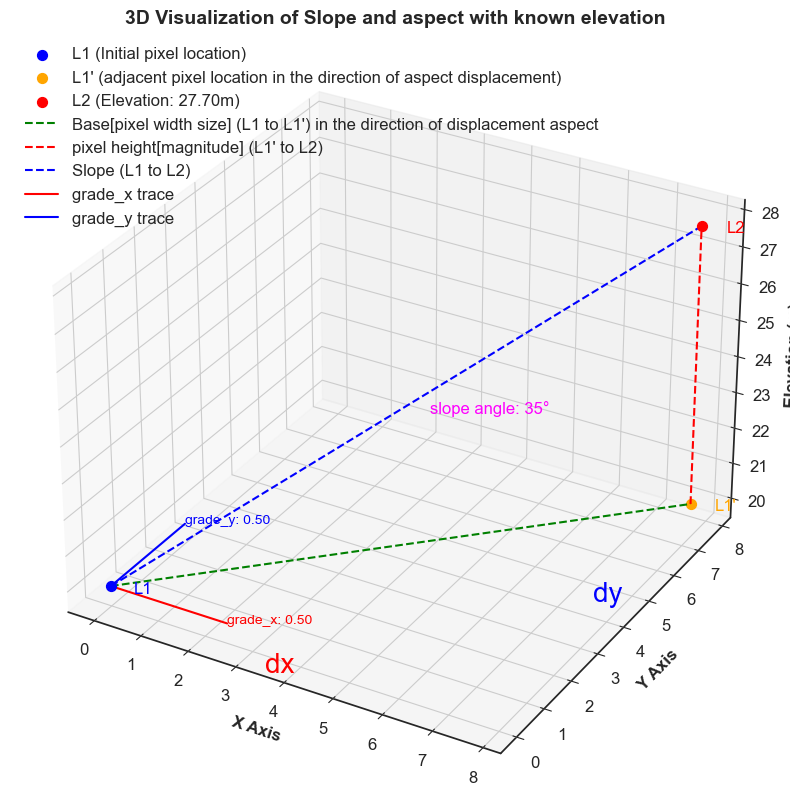 3D Visualization of Slope and aspect with known elevation
L1 (Initial pixel location)
L1' (adjacent pixel location in the direction of aspect displacement)
L2 (Elevation: 27.70m)
Base[pixel width size] (L1 to L1') in the direction of displacement aspect
pixel height[magnitude] (L1' to L2)
Slope (L1 to L2)
grade_x trace
grade_y trace
28
L2
27
26
25
24
23
22
21
20
slope angle: 35°
L1'
grade_y: 0.50
L1
grade_x: 0.50
dx
dy
0
1
2
3
4
5
6
7
8
X Axis
0
1
2
3
4
5
6
7
8
Y Axis